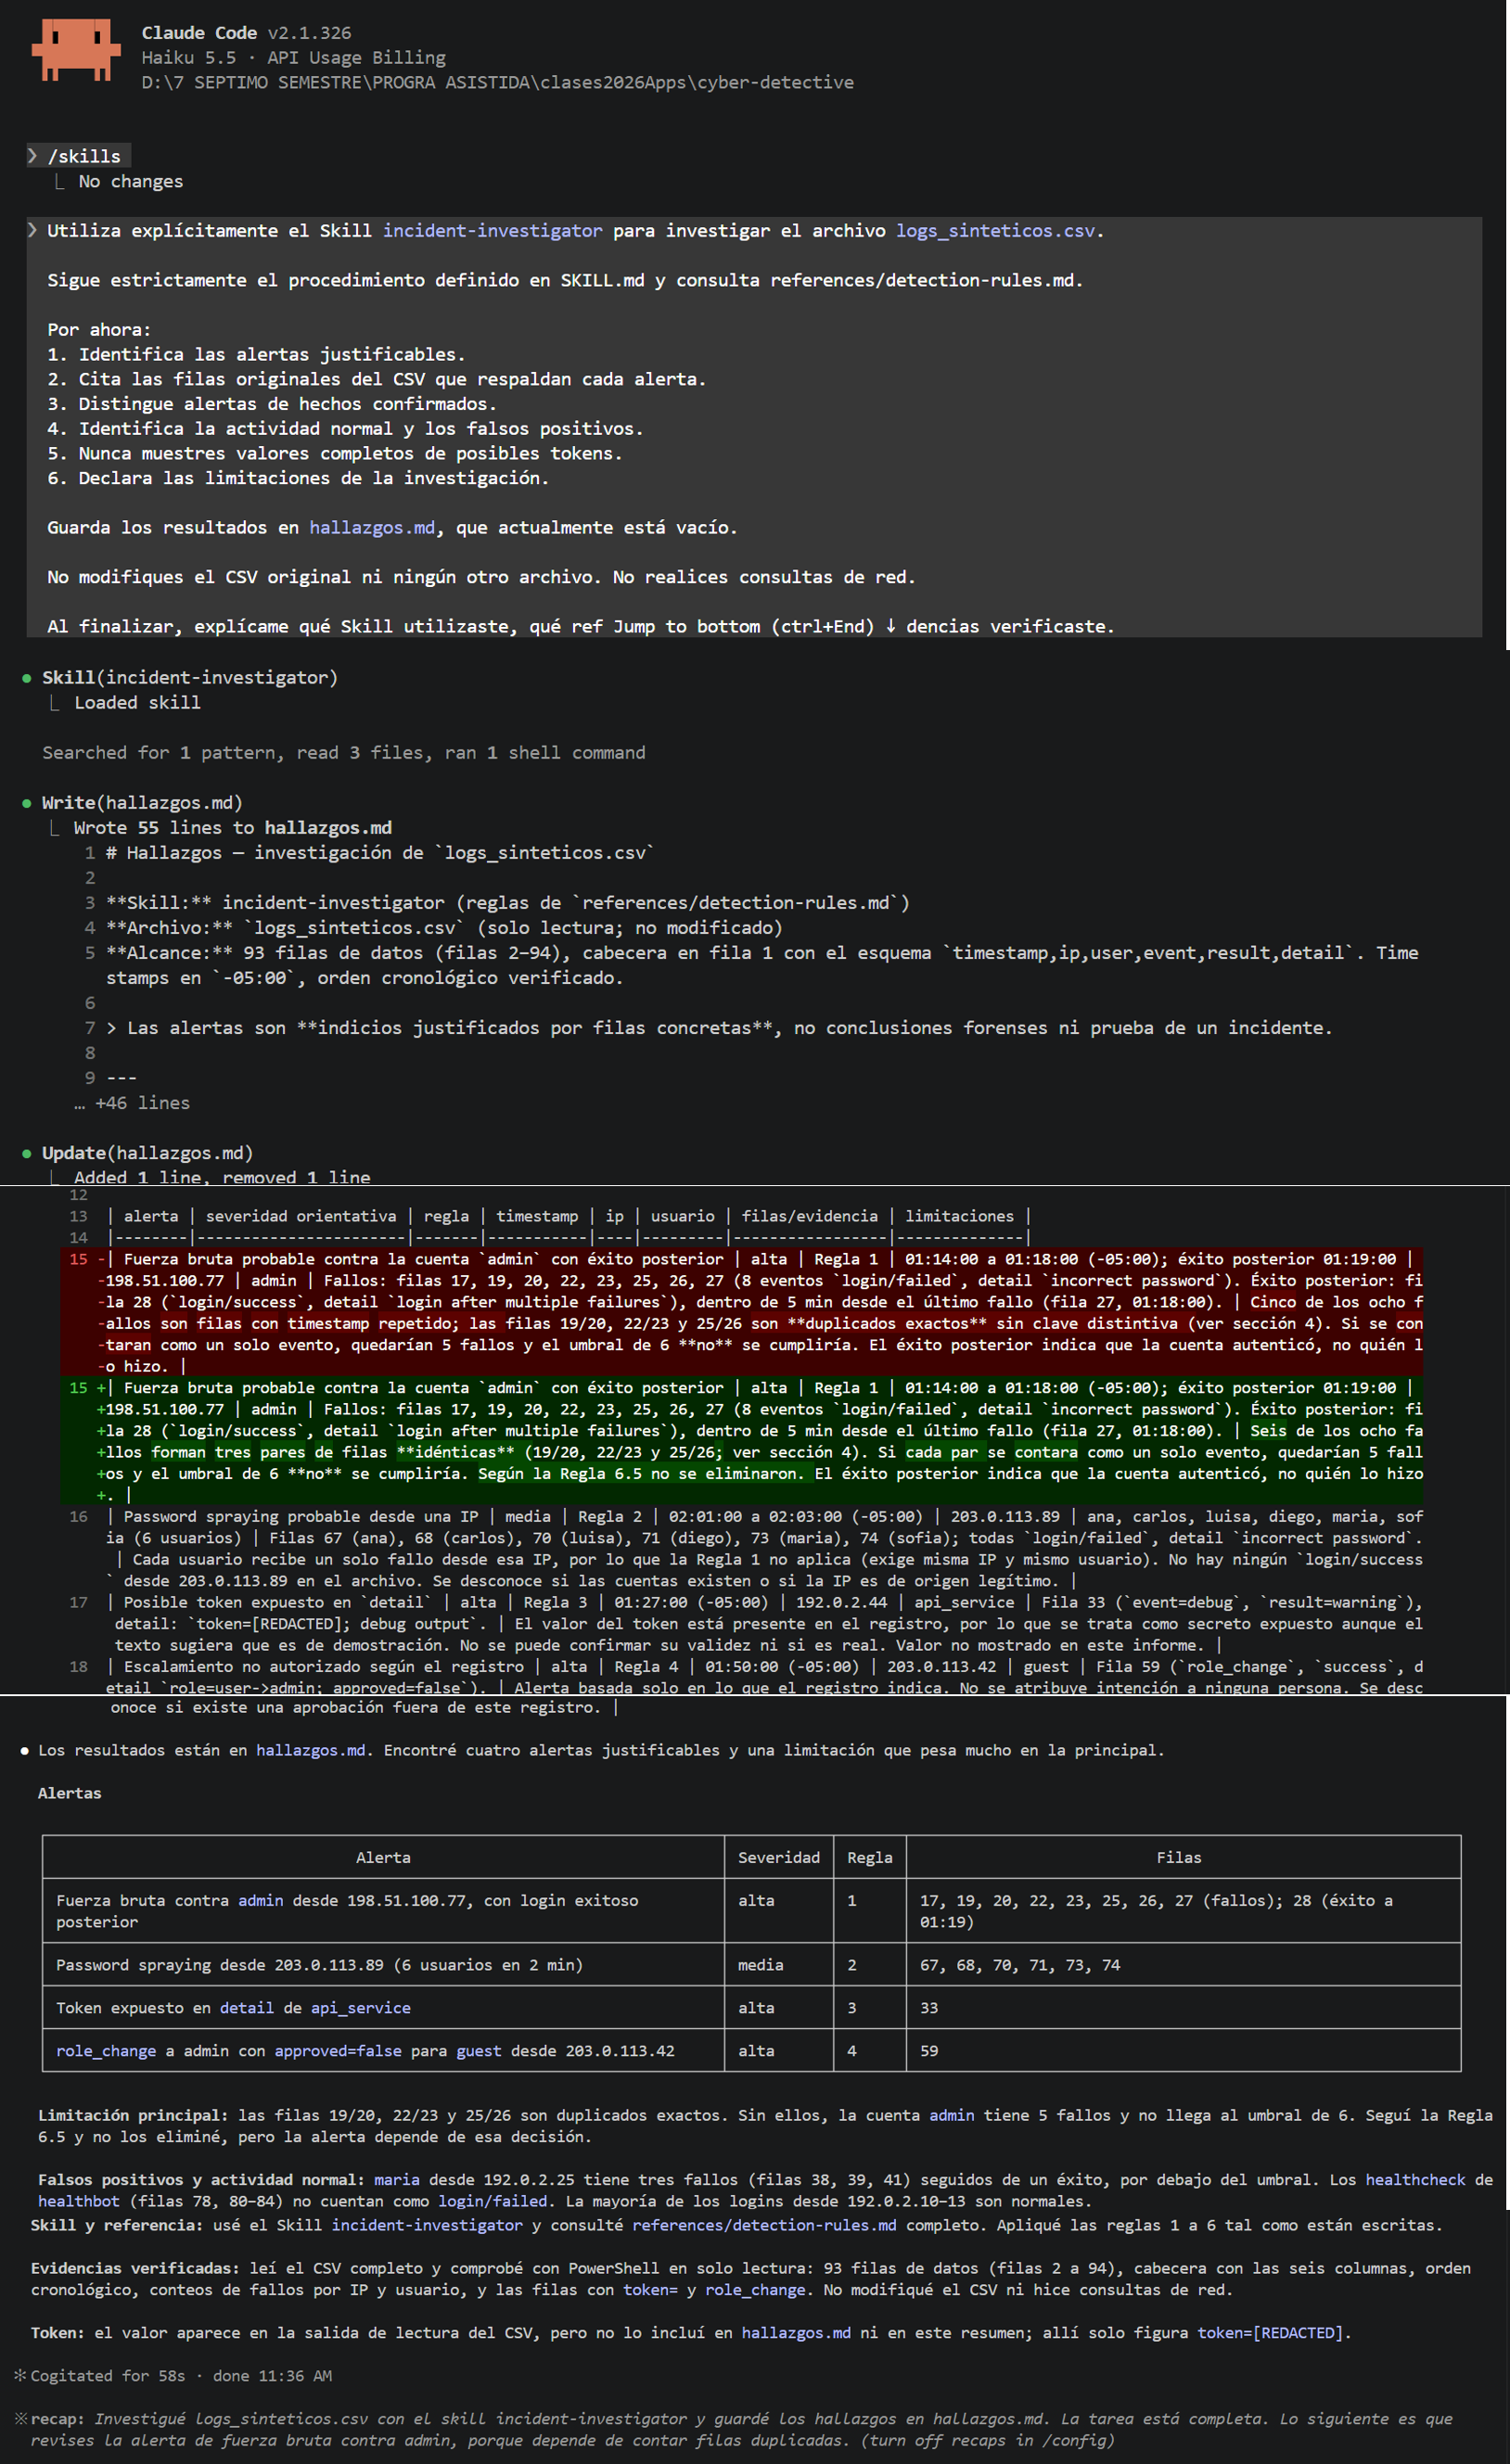 Claude Code v2.1.326
Haiku 5.5 · API Usage Billing
D:\7 SEPTIMO SEMESTRE\PROGRA ASISTIDA\clases2026Apps\cyber-detective
❯ /skills
⎿ No changes
❯ Utiliza explícitamente el Skill incident-investigator para investigar el archivo logs_sinteticos.csv.
Sigue estrictamente el procedimiento definido en SKILL.md y consulta references/detection-rules.md.
Por ahora:
1. Identifica las alertas justificables.
2. Cita las filas originales del CSV que respaldan cada alerta.
3. Distingue alertas de hechos confirmados.
4. Identifica la actividad normal y los falsos positivos.
5. Nunca muestres valores completos de posibles tokens.
6. Declara las limitaciones de la investigación.
Guarda los resultados en hallazgos.md, que actualmente está vacío.
No modifiques el CSV original ni ningún otro archivo. No realices consultas de red.
Al finalizar, explícame qué Skill utilizaste, qué ref Jump to bottom (ctrl+End) ↓ dencias verificaste.
● Skill(incident-investigator)
⎿ Loaded skill
Searched for 1 pattern, read 3 files, ran 1 shell command
● Write(hallazgos.md)
⎿ Wrote 55 lines to hallazgos.md
1 # Hallazgos — investigación de `logs_sinteticos.csv`
2
3 **Skill:** incident-investigator (reglas de `references/detection-rules.md`)
4 **Archivo:** `logs_sinteticos.csv` (solo lectura; no modificado)
5 **Alcance:** 93 filas de datos (filas 2–94), cabecera en fila 1 con el esquema `timestamp,ip,user,event,result,detail`. Time
stamps en `-05:00`, orden cronológico verificado.
6
7 > Las alertas son **indicios justificados por filas concretas**, no conclusiones forenses ni prueba de un incidente.
8
9 ---
… +46 lines
● Update(hallazgos.md)
⎿ Added 1 line, removed 1 line
12
13 | alerta | severidad orientativa | regla | timestamp | ip | usuario | filas/evidencia | limitaciones |
14 |--------|----------------------|-------|-----------|----|---------|-----------------|--------------|
15 -| Fuerza bruta probable contra la cuenta `admin` con éxito posterior | alta | Regla 1 | 01:14:00 a 01:18:00 (-05:00); éxito posterior 01:19:00 |
-198.51.100.77 | admin | Fallos: filas 17, 19, 20, 22, 23, 25, 26, 27 (8 eventos `login/failed`, detail `incorrect password`). Éxito posterior: fi
-la 28 (`login/success`, detail `login after multiple failures`), dentro de 5 min desde el último fallo (fila 27, 01:18:00). | Cinco de los ocho f
-allos son filas con timestamp repetido; las filas 19/20, 22/23 y 25/26 son **duplicados exactos** sin clave distintiva (ver sección 4). Si se con
-taran como un solo evento, quedarían 5 fallos y el umbral de 6 **no** se cumpliría. El éxito posterior indica que la cuenta autenticó, no quién l
-o hizo. |
15 +| Fuerza bruta probable contra la cuenta `admin` con éxito posterior | alta | Regla 1 | 01:14:00 a 01:18:00 (-05:00); éxito posterior 01:19:00 |
+198.51.100.77 | admin | Fallos: filas 17, 19, 20, 22, 23, 25, 26, 27 (8 eventos `login/failed`, detail `incorrect password`). Éxito posterior: fi
+la 28 (`login/success`, detail `login after multiple failures`), dentro de 5 min desde el último fallo (fila 27, 01:18:00). | Seis de los ocho fa
+llos forman tres pares de filas **idénticas** (19/20, 22/23 y 25/26; ver sección 4). Si cada par se contara como un solo evento, quedarían 5 fall
+os y el umbral de 6 **no** se cumpliría. Según la Regla 6.5 no se eliminaron. El éxito posterior indica que la cuenta autenticó, no quién lo hizo
+. |
16 | Password spraying probable desde una IP | media | Regla 2 | 02:01:00 a 02:03:00 (-05:00) | 203.0.113.89 | ana, carlos, luisa, diego, maria, sof
ia (6 usuarios) | Filas 67 (ana), 68 (carlos), 70 (luisa), 71 (diego), 73 (maria), 74 (sofia); todas `login/failed`, detail `incorrect password`.
| Cada usuario recibe un solo fallo desde esa IP, por lo que la Regla 1 no aplica (exige misma IP y mismo usuario). No hay ningún `login/success
` desde 203.0.113.89 en el archivo. Se desconoce si las cuentas existen o si la IP es de origen legítimo. |
17 | Posible token expuesto en `detail` | alta | Regla 3 | 01:27:00 (-05:00) | 192.0.2.44 | api_service | Fila 33 (`event=debug`, `result=warning`),
detail: `token=[REDACTED]; debug output`. | El valor del token está presente en el registro, por lo que se trata como secreto expuesto aunque el
texto sugiera que es de demostración. No se puede confirmar su validez ni si es real. Valor no mostrado en este informe. |
18 | Escalamiento no autorizado según el registro | alta | Regla 4 | 01:50:00 (-05:00) | 203.0.113.42 | guest | Fila 59 (`role_change`, `success`, d
etail `role=user->admin; approved=false`). | Alerta basada solo en lo que el registro indica. No se atribuye intención a ninguna persona. Se desc
onoce si existe una aprobación fuera de este registro. |
● Los resultados están en hallazgos.md. Encontré cuatro alertas justificables y una limitación que pesa mucho en la principal.
Alertas
Alerta Severidad Regla Filas
Fuerza bruta contra admin desde 198.51.100.77, con login exitoso alta 1 17, 19, 20, 22, 23, 25, 26, 27 (fallos); 28 (éxito a
posterior 01:19)
Password spraying desde 203.0.113.89 (6 usuarios en 2 min) media 2 67, 68, 70, 71, 73, 74
Token expuesto en detail de api_service alta 3 33
role_change a admin con approved=false para guest desde 203.0.113.42 alta 4 59
Limitación principal: las filas 19/20, 22/23 y 25/26 son duplicados exactos. Sin ellos, la cuenta admin tiene 5 fallos y no llega al umbral de 6. Seguí la Regla
6.5 y no los eliminé, pero la alerta depende de esa decisión.
Falsos positivos y actividad normal: maria desde 192.0.2.25 tiene tres fallos (filas 38, 39, 41) seguidos de un éxito, por debajo del umbral. Los healthcheck de
healthbot (filas 78, 80–84) no cuentan como login/failed. La mayoría de los logins desde 192.0.2.10–13 son normales.
Skill y referencia: usé el Skill incident-investigator y consulté references/detection-rules.md completo. Apliqué las reglas 1 a 6 tal como están escritas.
Evidencias verificadas: leí el CSV completo y comprobé con PowerShell en solo lectura: 93 filas de datos (filas 2 a 94), cabecera con las seis columnas, orden
cronológico, conteos de fallos por IP y usuario, y las filas con token= y role_change. No modifiqué el CSV ni hice consultas de red.
Token: el valor aparece en la salida de lectura del CSV, pero no lo incluí en hallazgos.md ni en este resumen; allí solo figura token=[REDACTED].
✻ Cogitated for 58s · done 11:36 AM
※ recap: Investigué logs_sinteticos.csv con el skill incident-investigator y guardé los hallazgos en hallazgos.md. La tarea está completa. Lo siguiente es que
revises la alerta de fuerza bruta contra admin, porque depende de contar filas duplicadas. (turn off recaps in /config)